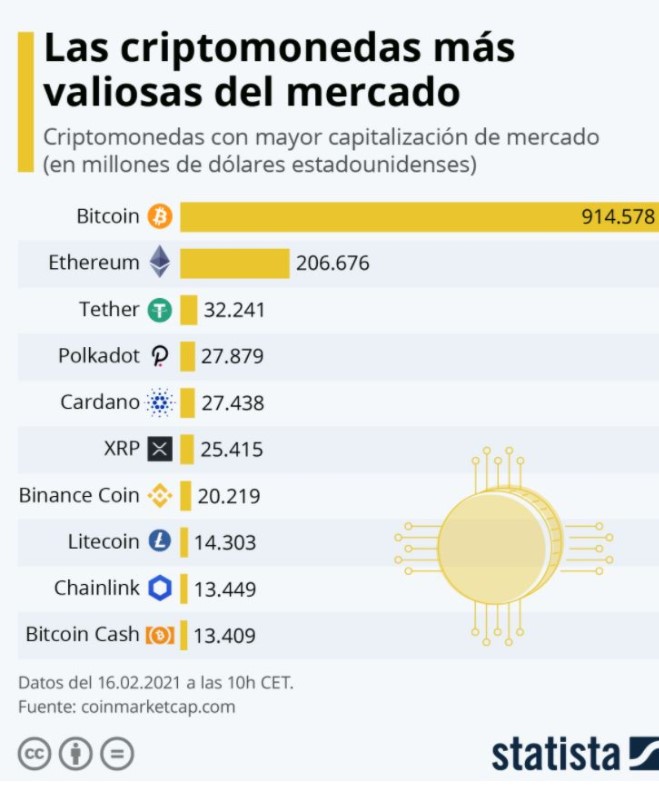 Las criptomonedas más
valiosas del mercado
Criptomonedas con mayor capitalización de mercado
(en millones de dólares estadounidenses)
Bitcoin 914.578
Ethereum 206.676
Tether 32.241
Polkadot 27.879
Cardano 27.438
XRP 25.415
Binance Coin 20.219
Litecoin 14.303
Chainlink 13.449
Bitcoin Cash 13.409
Datos del 16.02.2021 a las 10h CET.
Fuente: coinmarketcap.com
cc = statista